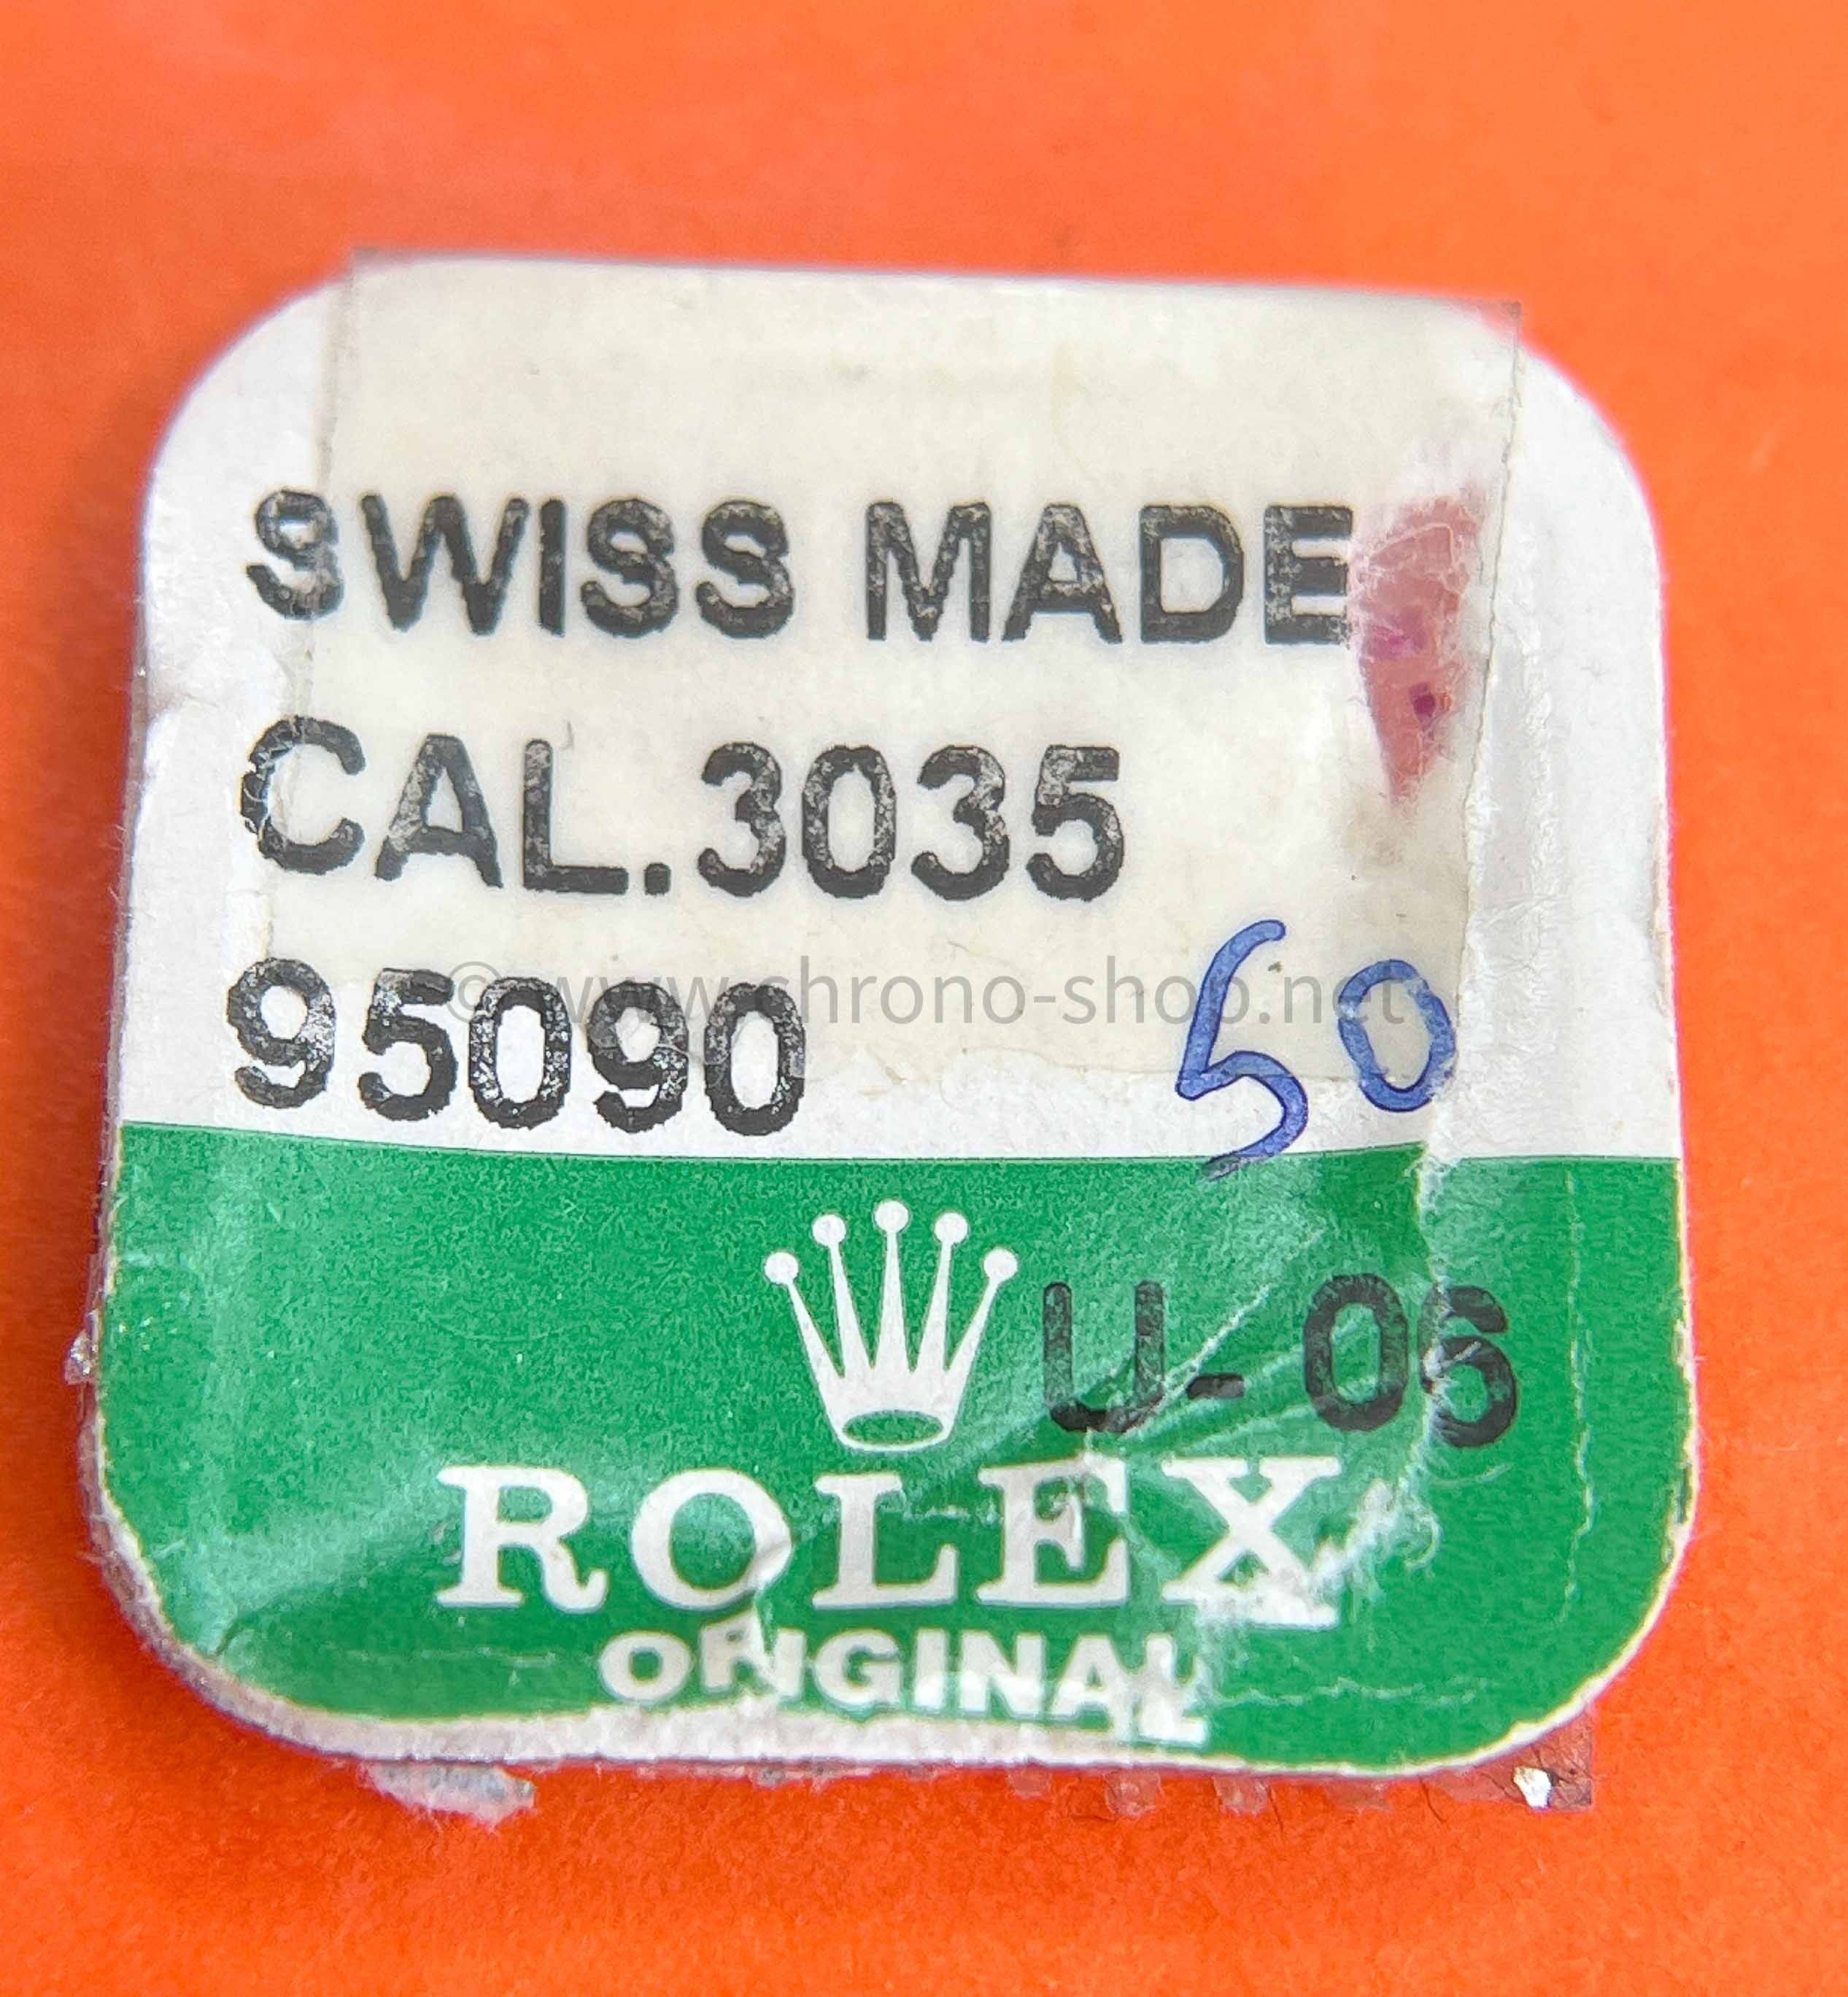 SWISS MADE
CAL.3035
95090
© www.chrono-shop.net
50
U-06
ROLEX
ORIGINAL